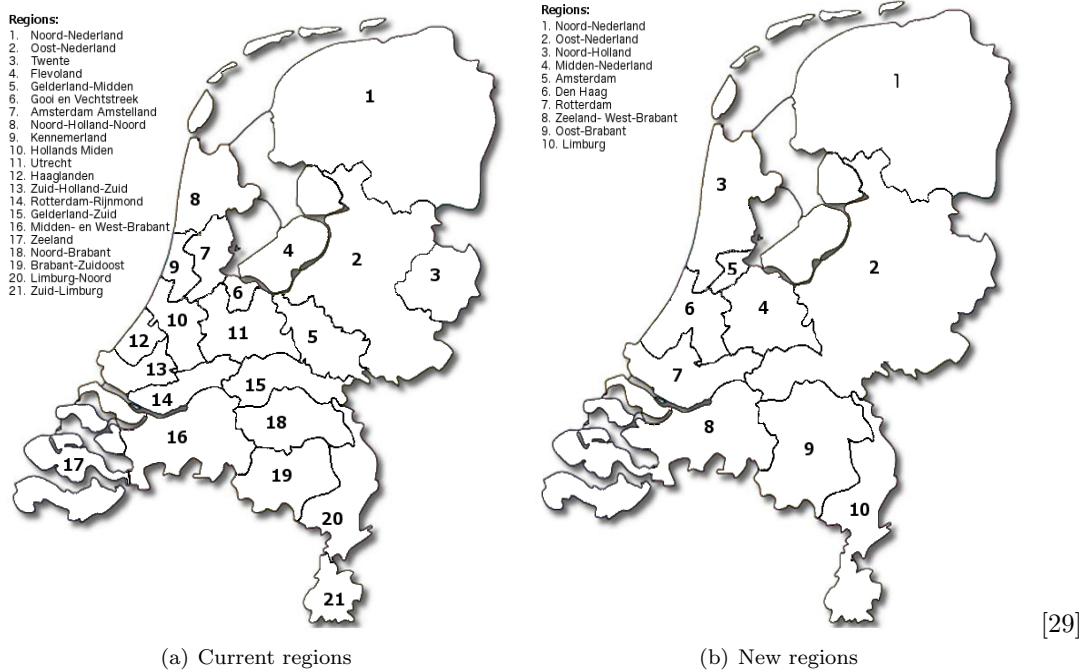 Regions:
1. Noord-Nederland
2. Oost-Nederland
3. Twente
4. Flevoland
5. Gelderland-Midden
6. Gooi en Vechtstreek
7. Amsterdam Amstelland
8. Noord-Holland-Noord
9. Kennemerland
10. Hollands Miden
11. Utrecht
12. Haaglanden
13. Zuid-Holland-Zuid
14. Rotterdam-Rijnmond
15. Gelderland-Zuid
16. Midden- en West-Brabant
17. Zeeland
18. Noord-Brabant
19. Brabant-Zuidoost
20. Limburg-Noord
21. Zuid-Limburg
1
8
7
4
2
9
3
6
10
11
12
5
13
15
14
18
16
17
19
20
21
(a) Current regions
Regions:
1. Noord-Nederland
2. Oost-Nederland
3. Noord-Holland
4. Midden-Nederland
5. Amsterdam
6. Den Haag
7. Rotterdam
8. Zeeland- West-Brabant
9. Oost-Brabant
10. Limburg
1
3
5
2
6
4
7
8
9
10
(b) New regions
[29]